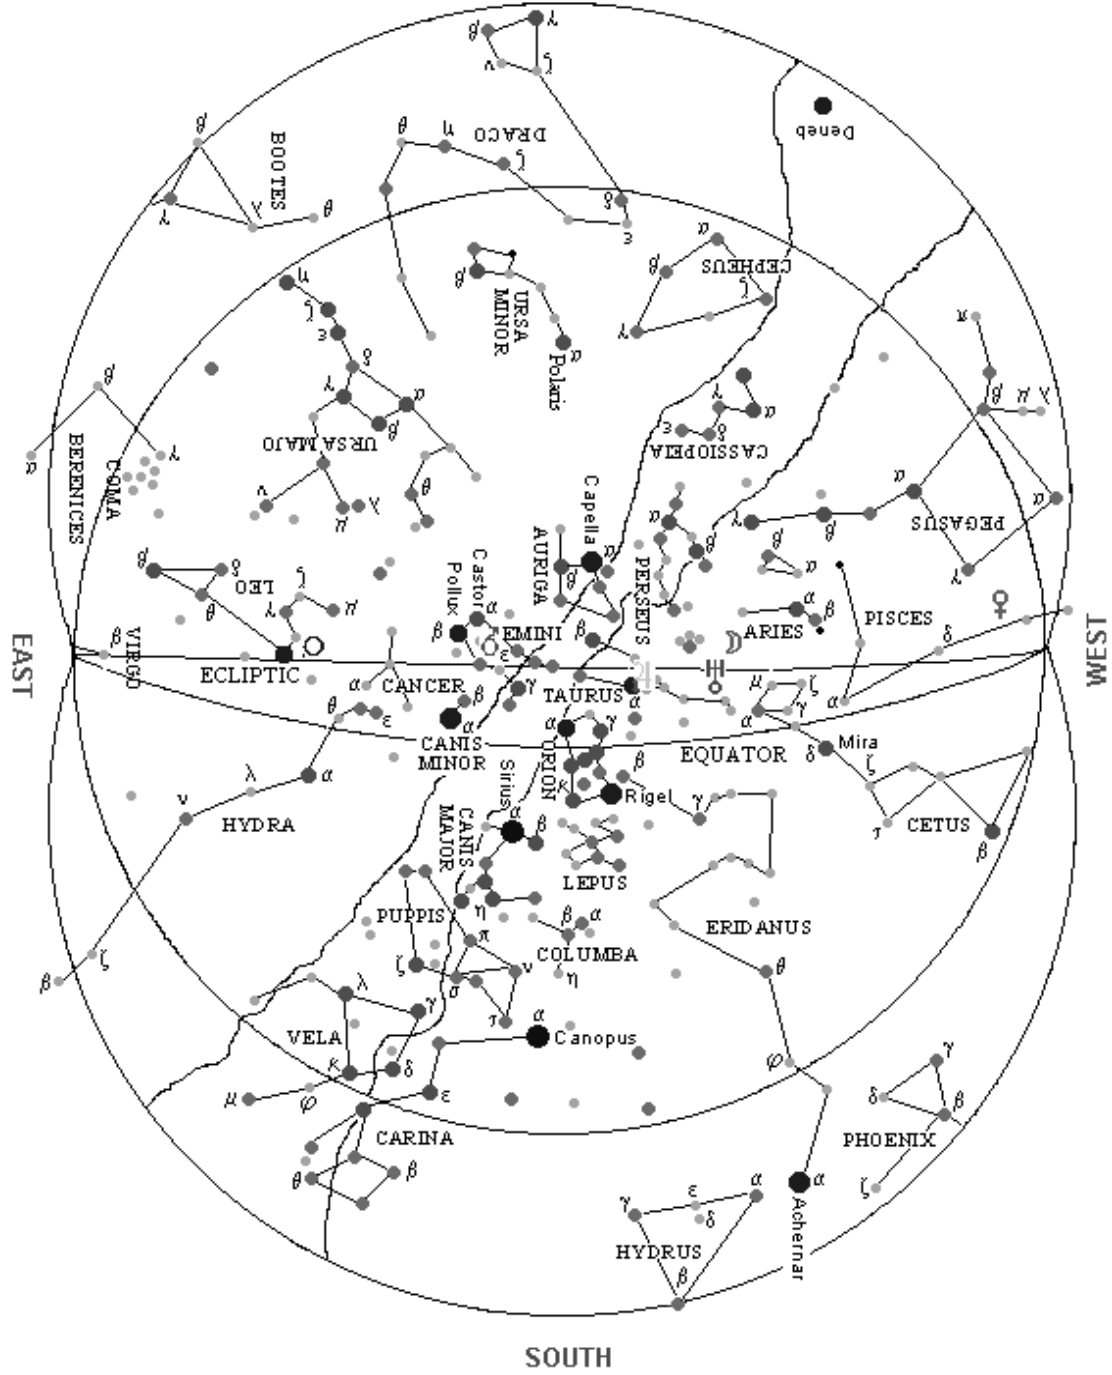 β γ
ν ζ
Deneb
β
BOOTES
θ η DRACO ζ
γ λ θ
δ
ε
α
β CEPHEUS
ζ
γ
β URSA MINOR
α
Polaris
η
ζ
ε
δ
γ α
β
URSA MAJO
π
β μ λ
γ α
δ
ε CASSIOPEIA
β
α γ
BERENICES
COMA
θ
ν μ λ
Capella
α
AURIGA
β
α
β
PERSEUS
γ β
α
α
PEGASUS
γ
β
α
β δ
LEO
θ
ζ
γ μ
Castor
Pollux
α
β
EMINI
ε
γ
β
☽
α β
ARIES
PISCES
♀
δ
α
EAST
WEST
β
VIRGO
ECLIPTIC
α
CANCER
θ ε
β
α
CANIS
MINOR
TAURUS
α
♃
♅
μ ζ
α γ
EQUATOR
δ Mira
ζ
τ
CETUS
β
α γ
ORION
κ
Rigel
β
γ
λ α
ν
HYDRA
ζ
β
Sirius
α β
CANIS
MAJOR
η
LEPUS
PUPPIS
π
ζ
σ
ν
τ
β α
COLUMBA
η
ERIDANUS
θ
φ
λ
γ
VELA
κ δ
μ φ
α
Canopus
ε
CARINA
β
θ
γ
δ β
PHOENIX
ζ
α
Achernar
γ ε α
δ
HYDRUS
β
SOUTH